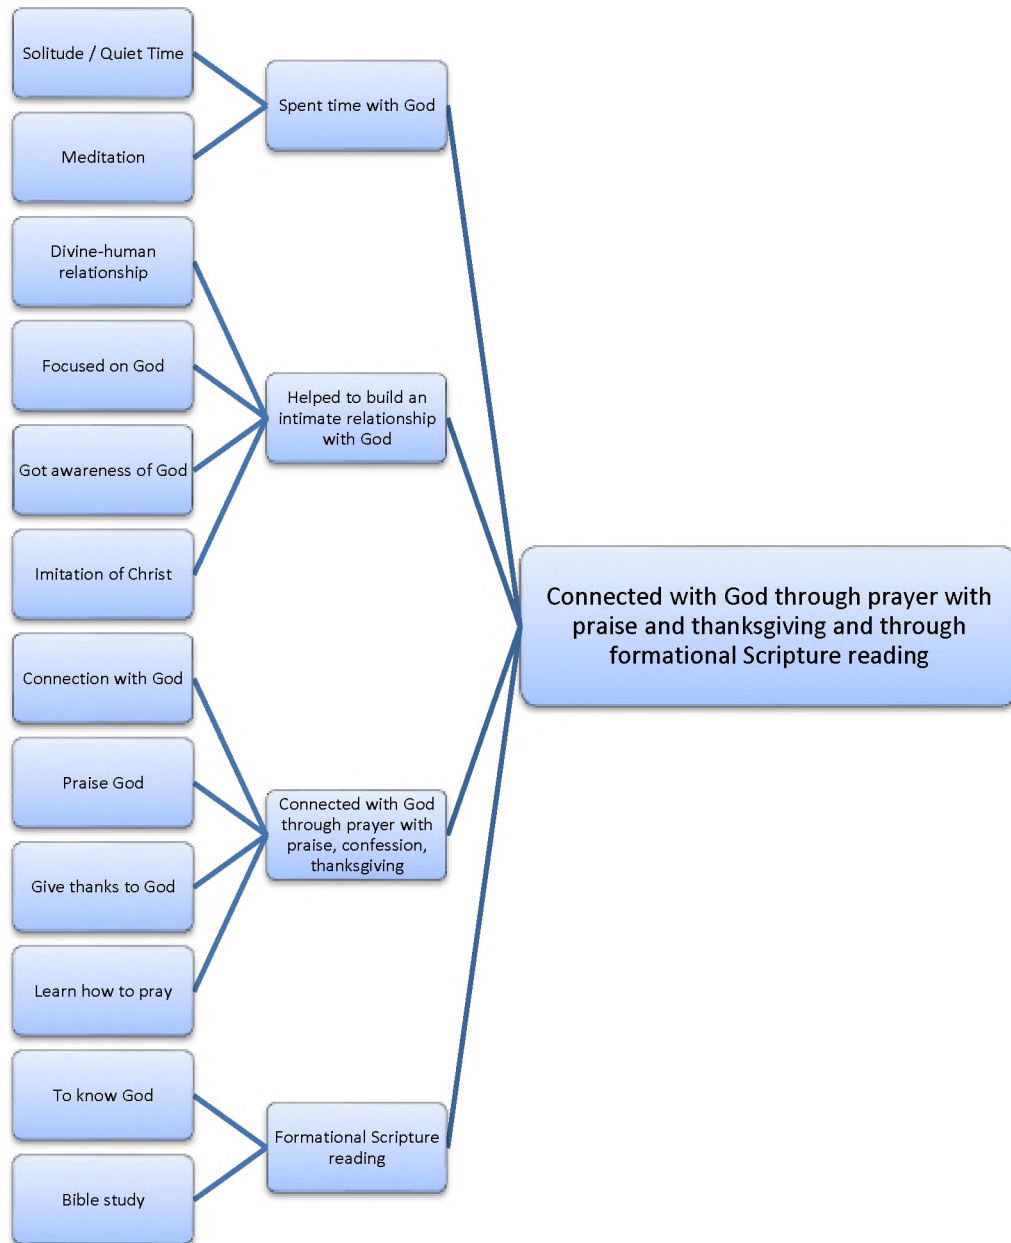 Solitude / Quiet Time
Meditation
Spent time with God
Divine-human
relationship
Focused on God
Got awareness of God
Imitation of Christ
Helped to build an
intimate relationship
with God
Connection with God
Praise God
Give thanks to God
Learn how to pray
Connected with God
through prayer with
praise, confession,
thanksgiving
To know God
Bible study
Formational Scripture
reading
Connected with God through prayer with
praise and thanksgiving and through
formational Scripture reading